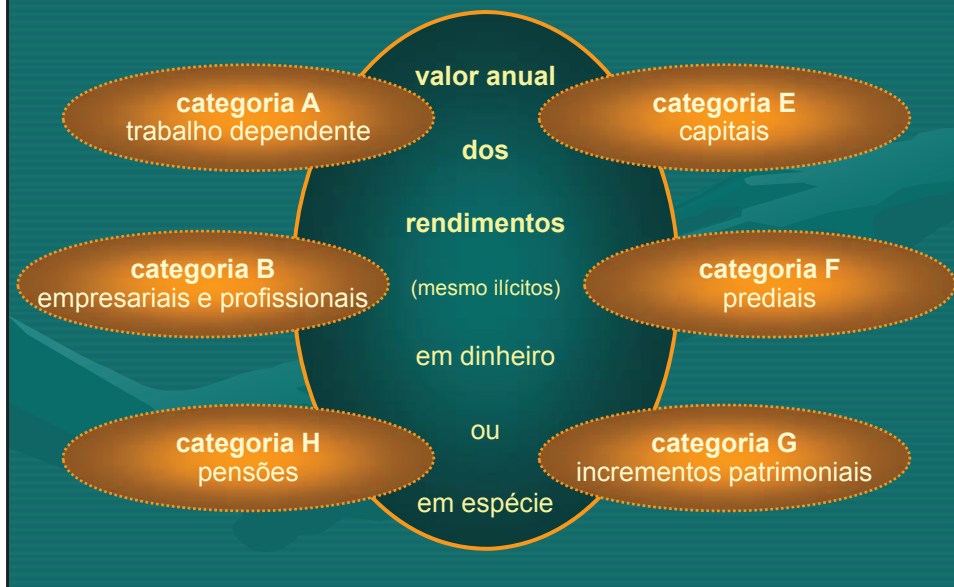 valor anual
dos
rendimentos
(mesmo ilícitos)
em dinheiro
ou
em espécie
categoria A
trabalho dependente
categoria B
empresariais e profissionais
categoria H
pensões
categoria E
capitais
categoria F
prediais
categoria G
incrementos patrimoniais